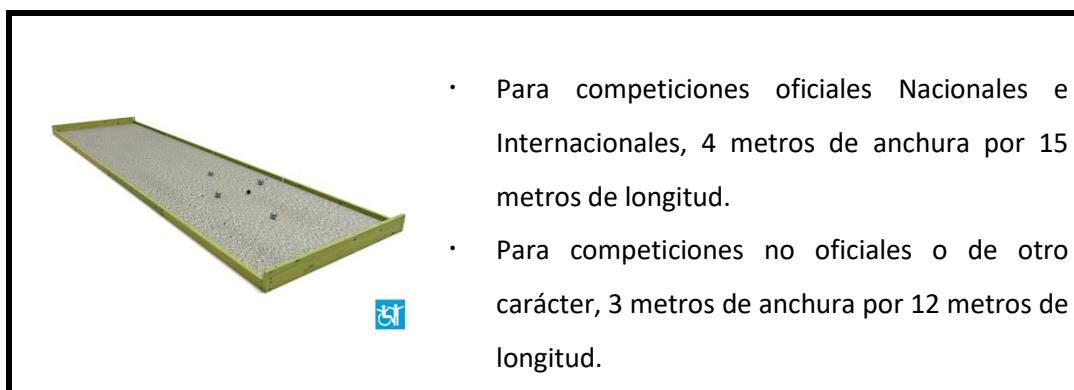 · Para competiciones oficiales Nacionales e
Internacionales, 4 metros de anchura por 15
metros de longitud.
· Para competiciones no oficiales o de otro
carácter, 3 metros de anchura por 12 metros de
longitud.